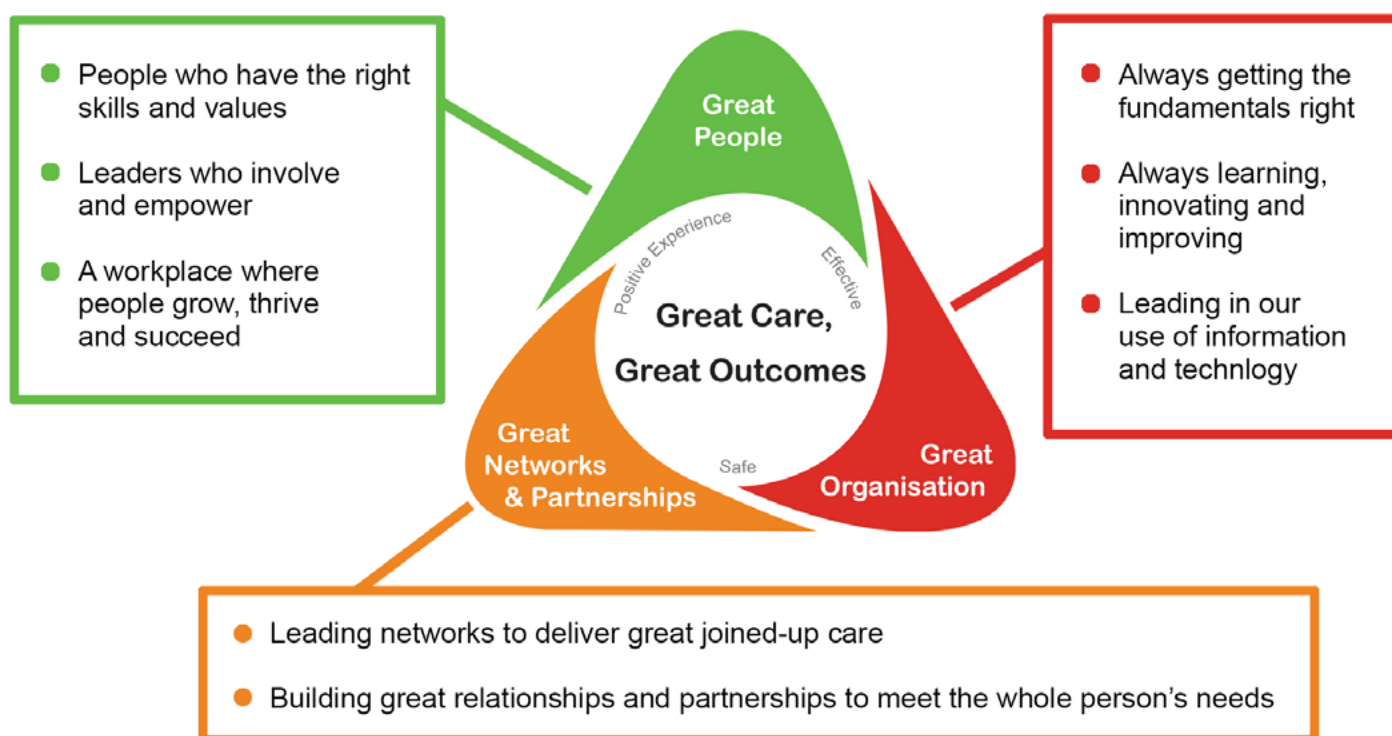 People who have the right
skills and values
Leaders who involve
and empower
A workplace where
people grow, thrive
and succeed
Great
People
Always getting the
fundamentals right
Always learning,
innovating and
improving
Leading in our
use of information
and technlogy
Positive Experience
Effective
Safe
Great Care,
Great Outcomes
Great
Networks
& Partnerships
Great
Organisation
Leading networks to deliver great joined-up care
Building great relationships and partnerships to meet the whole person’s needs